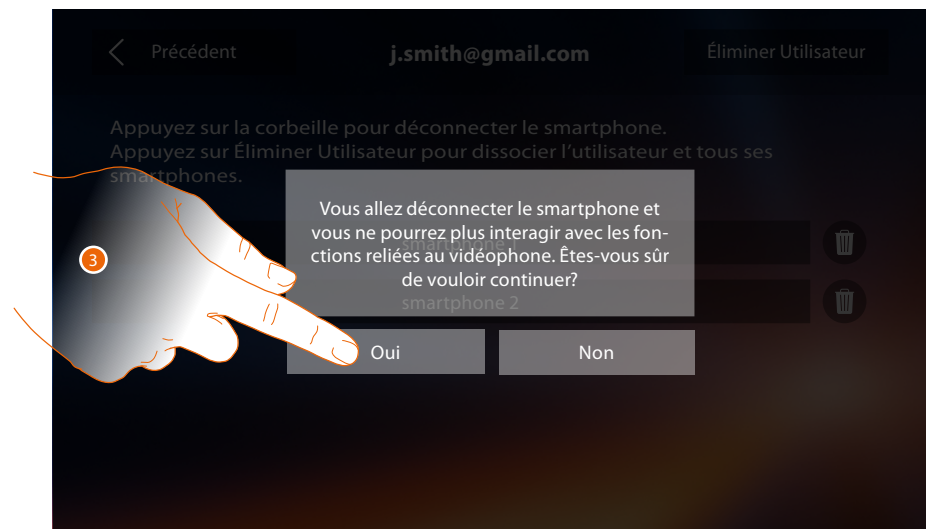 Précédent
j.smith@gmail.com
Éliminer Utilisateur
Appuyez sur la corbeille pour déconnecter le smartphone.
Appuyez sur Éliminer Utilisateur pour dissocier l’utilisateur et tous ses
smartphones.
Vous allez déconnecter le smartphone et
vous ne pourrez plus interagir avec les fon-
ctions reliées au vidéophone. Êtes-vous sûr
de vouloir continuer?
smartphone 1
smartphone 2
3
Oui
Non